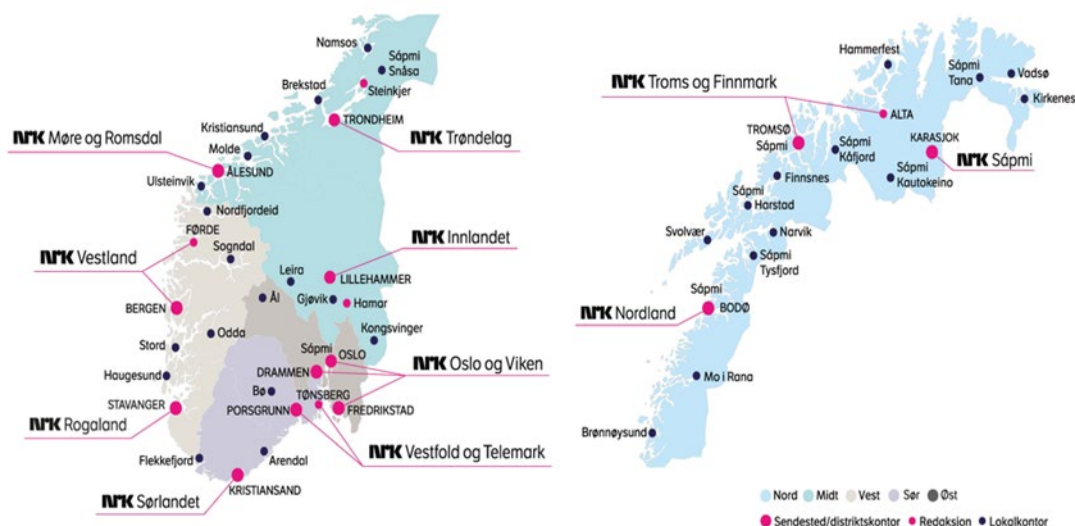 Namsos
Sápmi
Snåsa
Brekstad
Steinkjer
TRONDHEIM
NRK Trøndelag
Kristiansund
NRK Møre og Romsdal
Molde
ÅLESUND
Ulsteinvik
Nordfjordeid
FØRDE
Sogndal
NRK Vestland
NRK Innlandet
Leira
LILLEHAMMER
Ål
Gjøvik
Hamar
BERGEN
Odda
Kongsvinger
Stord
Sápmi
OSLO
NRK Oslo og Viken
Haugesund
DRAMMEN
Bø
TØNSBERG
STAVANGER
PORSGRUNN
FREDRIKSTAD
NRK Rogaland
NRK Vestfold og Telemark
Flekkefjord
Arendal
NRK Sørlandet
KRISTIANSAND
Hammerfest
Sápmi
Tana
Vadsø
NRK Troms og Finnmark
Kirkenes
ALTA
TROMSØ
Sápmi
KARASJOK
Sápmi
Kåfjord
NRK Sápmi
Sápmi
Kautokeino
Finnsnes
Sápmi
Harstad
Svolvær
Narvik
Sápmi
Tysfjord
Sápmi
BODØ
NRK Nordland
Mo i Rana
Brønnøysund
Nord Midt Vest Sør Øst
Sendested/distriktskontor Redaksjon Lokalkontor